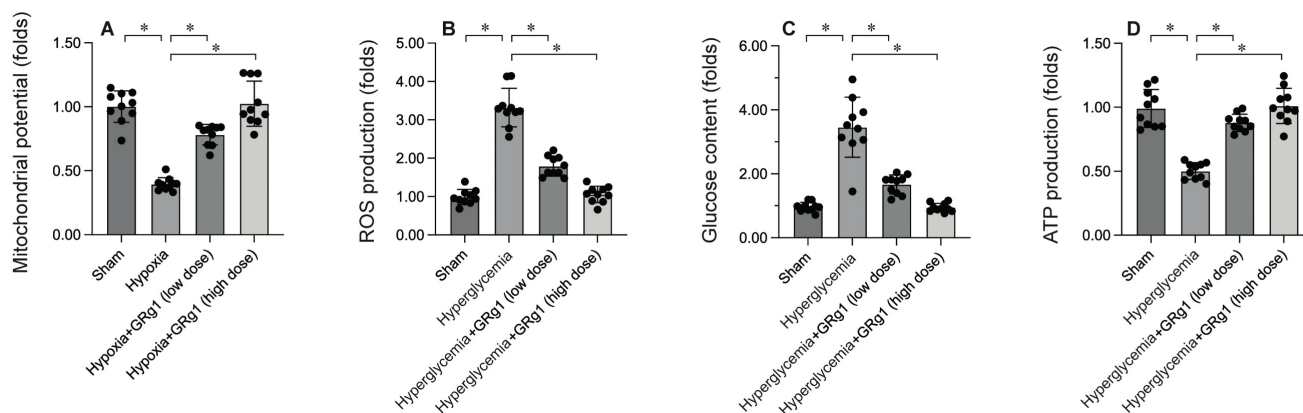 A
Mitochondrial potential (folds)
1.50
1.00
0.50
0.00
* * *
Sham
Hypoxia
Hypoxia+GRg1 (low dose)
Hypoxia+GRg1 (high dose)
B
ROS production (folds)
5.00
4.00
3.00
2.00
1.00
0.00
* * *
Sham
Hyperglycemia
Hyperglycemia+GRg1 (low dose)
Hyperglycemia+GRg1 (high dose)
C
Glucose content (folds)
6.00
4.00
2.00
0.00
* * *
Sham
Hyperglycemia
Hyperglycemia+GRg1 (low dose)
Hyperglycemia+GRg1 (high dose)
D
ATP production (folds)
1.50
1.00
0.50
0.00
* * *
Sham
Hyperglycemia
Hyperglycemia+GRg1 (low dose)
Hyperglycemia+GRg1 (high dose)